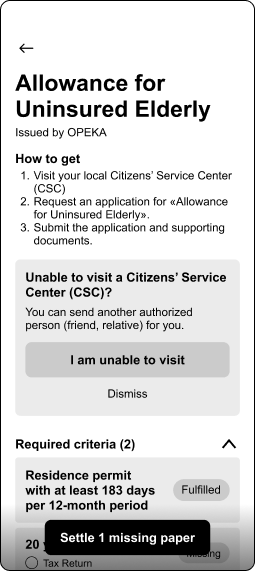 Allowance for
Uninsured Elderly
Issued by OPEKA
How to get
1. Visit your local Citizens’ Service Center
(CSC)
2. Request an application for «Allowance
for Uninsured Elderly».
3. Submit the application and supporting
documents.
Unable to visit a Citizens’ Service
Center (CSC)?
You can send another authorized
person (friend, relative) for you.
I am unable to visit
Dismiss
Required criteria (2)
Residence permit
with at least 183 days
per 12-month period
Fulfilled
20
Settle 1 missing paper
Missing
Tax Return